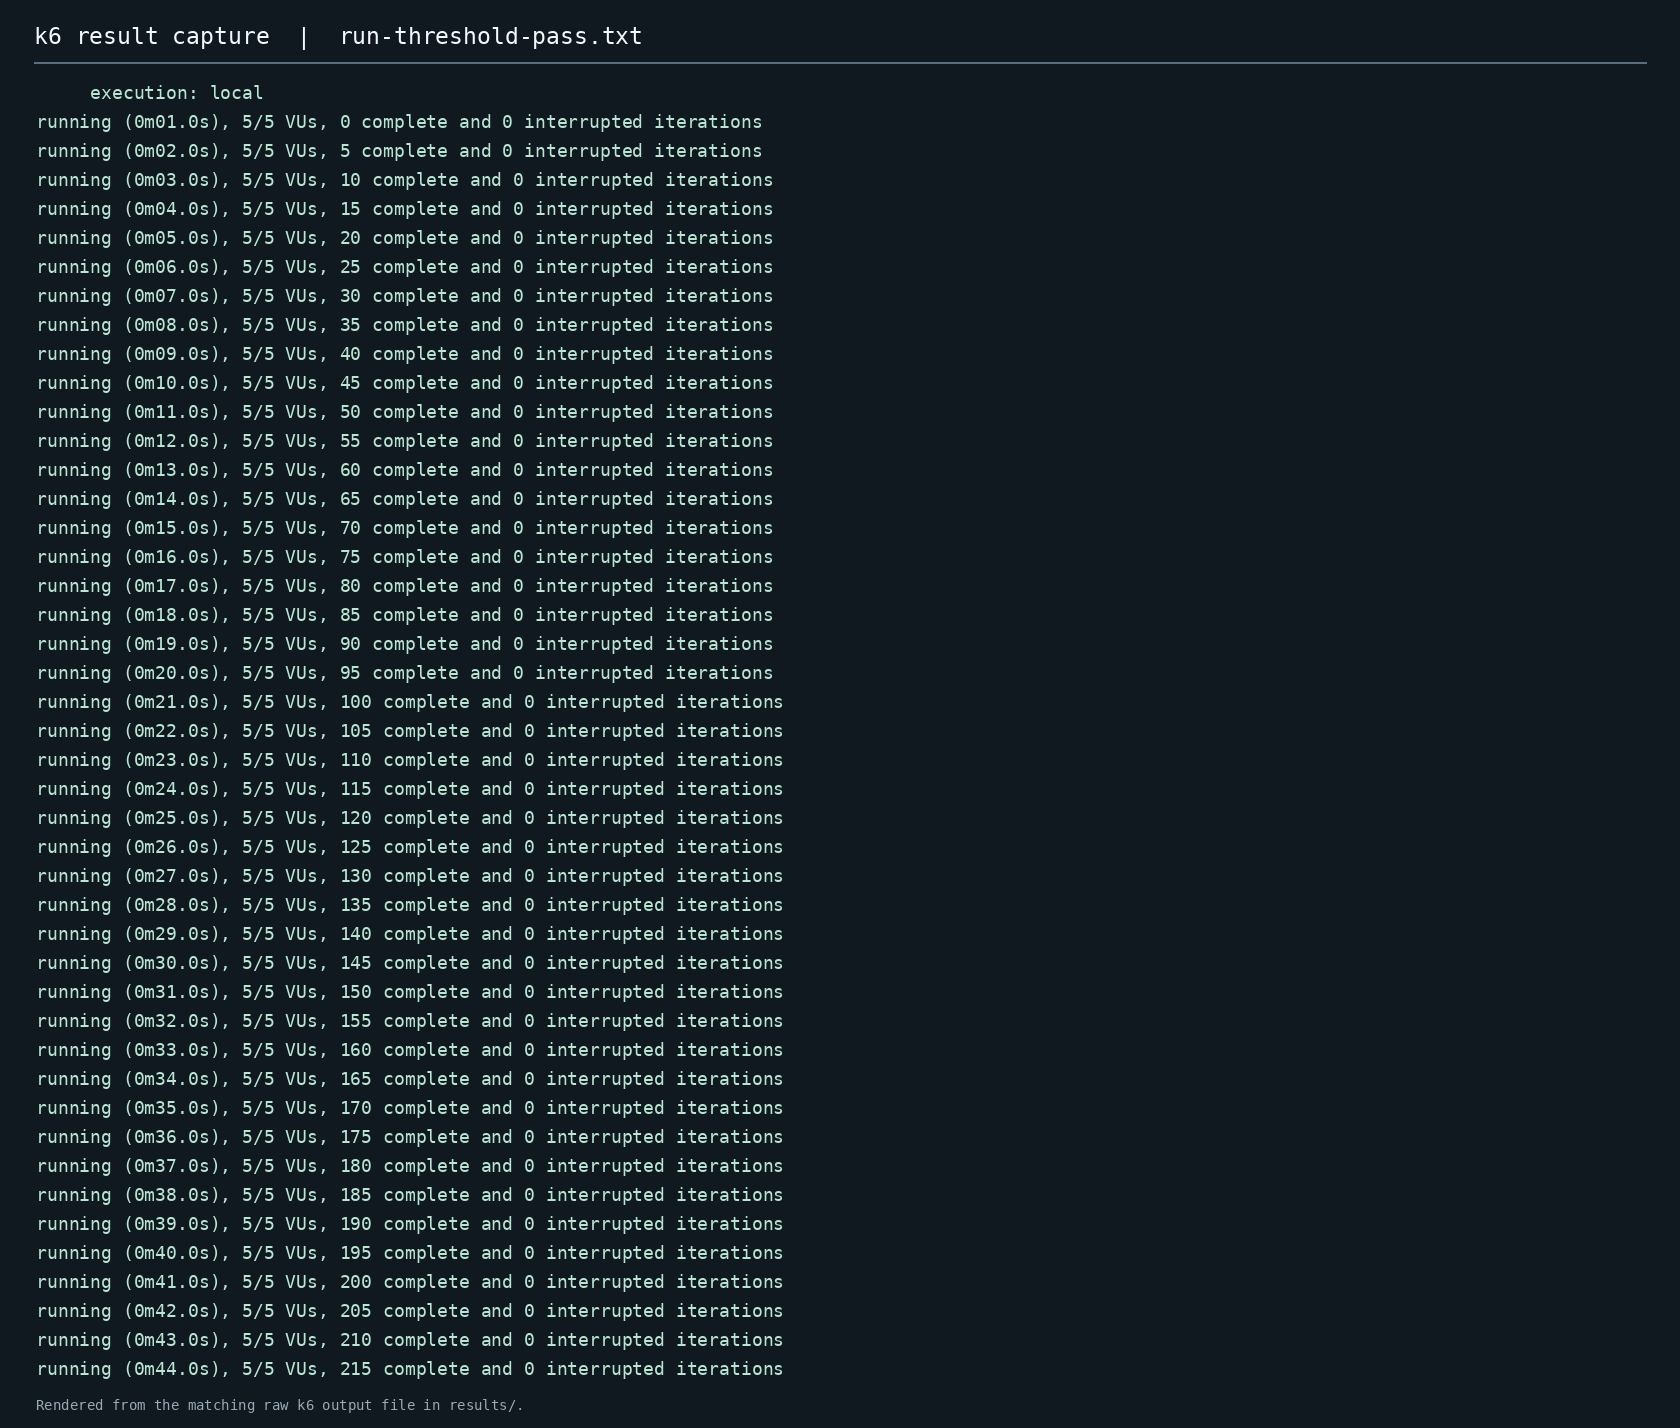 k6 result capture  |  run-threshold-pass.txt
execution: local
running (0m01.0s), 5/5 VUs, 0 complete and 0 interrupted iterations
running (0m02.0s), 5/5 VUs, 5 complete and 0 interrupted iterations
running (0m03.0s), 5/5 VUs, 10 complete and 0 interrupted iterations
running (0m04.0s), 5/5 VUs, 15 complete and 0 interrupted iterations
running (0m05.0s), 5/5 VUs, 20 complete and 0 interrupted iterations
running (0m06.0s), 5/5 VUs, 25 complete and 0 interrupted iterations
running (0m07.0s), 5/5 VUs, 30 complete and 0 interrupted iterations
running (0m08.0s), 5/5 VUs, 35 complete and 0 interrupted iterations
running (0m09.0s), 5/5 VUs, 40 complete and 0 interrupted iterations
running (0m10.0s), 5/5 VUs, 45 complete and 0 interrupted iterations
running (0m11.0s), 5/5 VUs, 50 complete and 0 interrupted iterations
running (0m12.0s), 5/5 VUs, 55 complete and 0 interrupted iterations
running (0m13.0s), 5/5 VUs, 60 complete and 0 interrupted iterations
running (0m14.0s), 5/5 VUs, 65 complete and 0 interrupted iterations
running (0m15.0s), 5/5 VUs, 70 complete and 0 interrupted iterations
running (0m16.0s), 5/5 VUs, 75 complete and 0 interrupted iterations
running (0m17.0s), 5/5 VUs, 80 complete and 0 interrupted iterations
running (0m18.0s), 5/5 VUs, 85 complete and 0 interrupted iterations
running (0m19.0s), 5/5 VUs, 90 complete and 0 interrupted iterations
running (0m20.0s), 5/5 VUs, 95 complete and 0 interrupted iterations
running (0m21.0s), 5/5 VUs, 100 complete and 0 interrupted iterations
running (0m22.0s), 5/5 VUs, 105 complete and 0 interrupted iterations
running (0m23.0s), 5/5 VUs, 110 complete and 0 interrupted iterations
running (0m24.0s), 5/5 VUs, 115 complete and 0 interrupted iterations
running (0m25.0s), 5/5 VUs, 120 complete and 0 interrupted iterations
running (0m26.0s), 5/5 VUs, 125 complete and 0 interrupted iterations
running (0m27.0s), 5/5 VUs, 130 complete and 0 interrupted iterations
running (0m28.0s), 5/5 VUs, 135 complete and 0 interrupted iterations
running (0m29.0s), 5/5 VUs, 140 complete and 0 interrupted iterations
running (0m30.0s), 5/5 VUs, 145 complete and 0 interrupted iterations
running (0m31.0s), 5/5 VUs, 150 complete and 0 interrupted iterations
running (0m32.0s), 5/5 VUs, 155 complete and 0 interrupted iterations
running (0m33.0s), 5/5 VUs, 160 complete and 0 interrupted iterations
running (0m34.0s), 5/5 VUs, 165 complete and 0 interrupted iterations
running (0m35.0s), 5/5 VUs, 170 complete and 0 interrupted iterations
running (0m36.0s), 5/5 VUs, 175 complete and 0 interrupted iterations
running (0m37.0s), 5/5 VUs, 180 complete and 0 interrupted iterations
running (0m38.0s), 5/5 VUs, 185 complete and 0 interrupted iterations
running (0m39.0s), 5/5 VUs, 190 complete and 0 interrupted iterations
running (0m40.0s), 5/5 VUs, 195 complete and 0 interrupted iterations
running (0m41.0s), 5/5 VUs, 200 complete and 0 interrupted iterations
running (0m42.0s), 5/5 VUs, 205 complete and 0 interrupted iterations
running (0m43.0s), 5/5 VUs, 210 complete and 0 interrupted iterations
running (0m44.0s), 5/5 VUs, 215 complete and 0 interrupted iterations
Rendered from the matching raw k6 output file in results/.